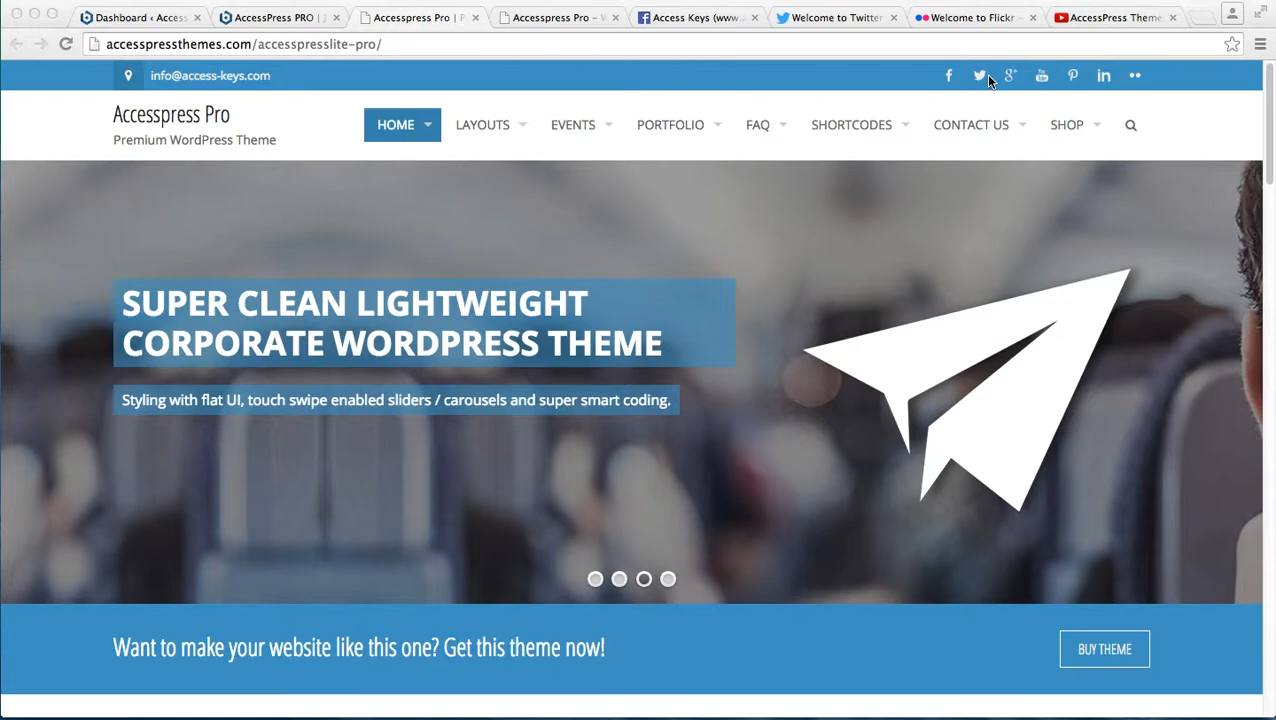 Dashboard ‹ Access
AccessPress PRO | J
Accesspress Pro | P
Accesspress Pro – W
Access Keys (www.
Welcome to Twitter
Welcome to Flickr –
AccessPress Theme
accesspressthemes.com/accesspresslite-pro/
info@access-keys.com
Accesspress Pro
Premium WordPress Theme
HOME LAYOUTS EVENTS PORTFOLIO FAQ SHORTCODES CONTACT US SHOP
SUPER CLEAN LIGHTWEIGHT
CORPORATE WORDPRESS THEME
Styling with flat UI, touch swipe enabled sliders / carousels and super smart coding.
Want to make your website like this one? Get this theme now!
BUY THEME